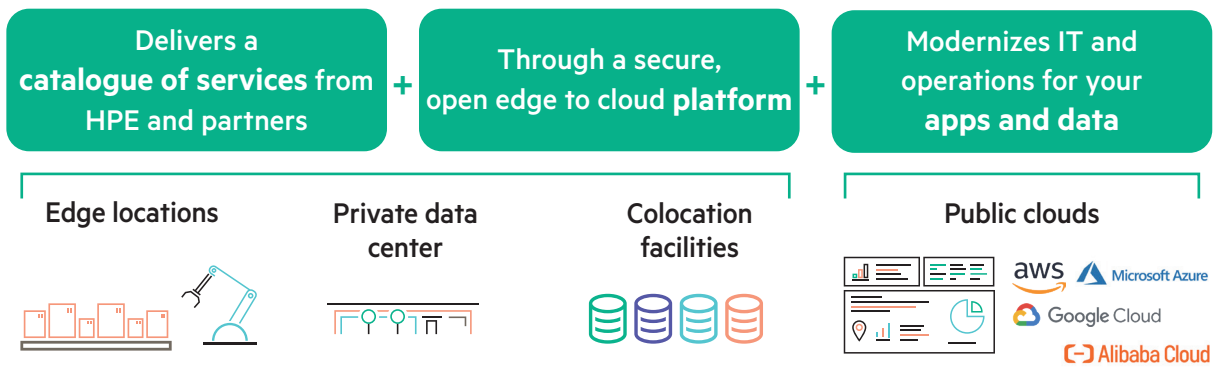 Delivers a
catalogue of services from
HPE and partners
+
Through a secure,
open edge to cloud platform
+
Modernizes IT and
operations for your
apps and data
Edge locations
Private data
center
Colocation
facilities
Public clouds
aws
Microsoft Azure
Google Cloud
Alibaba Cloud